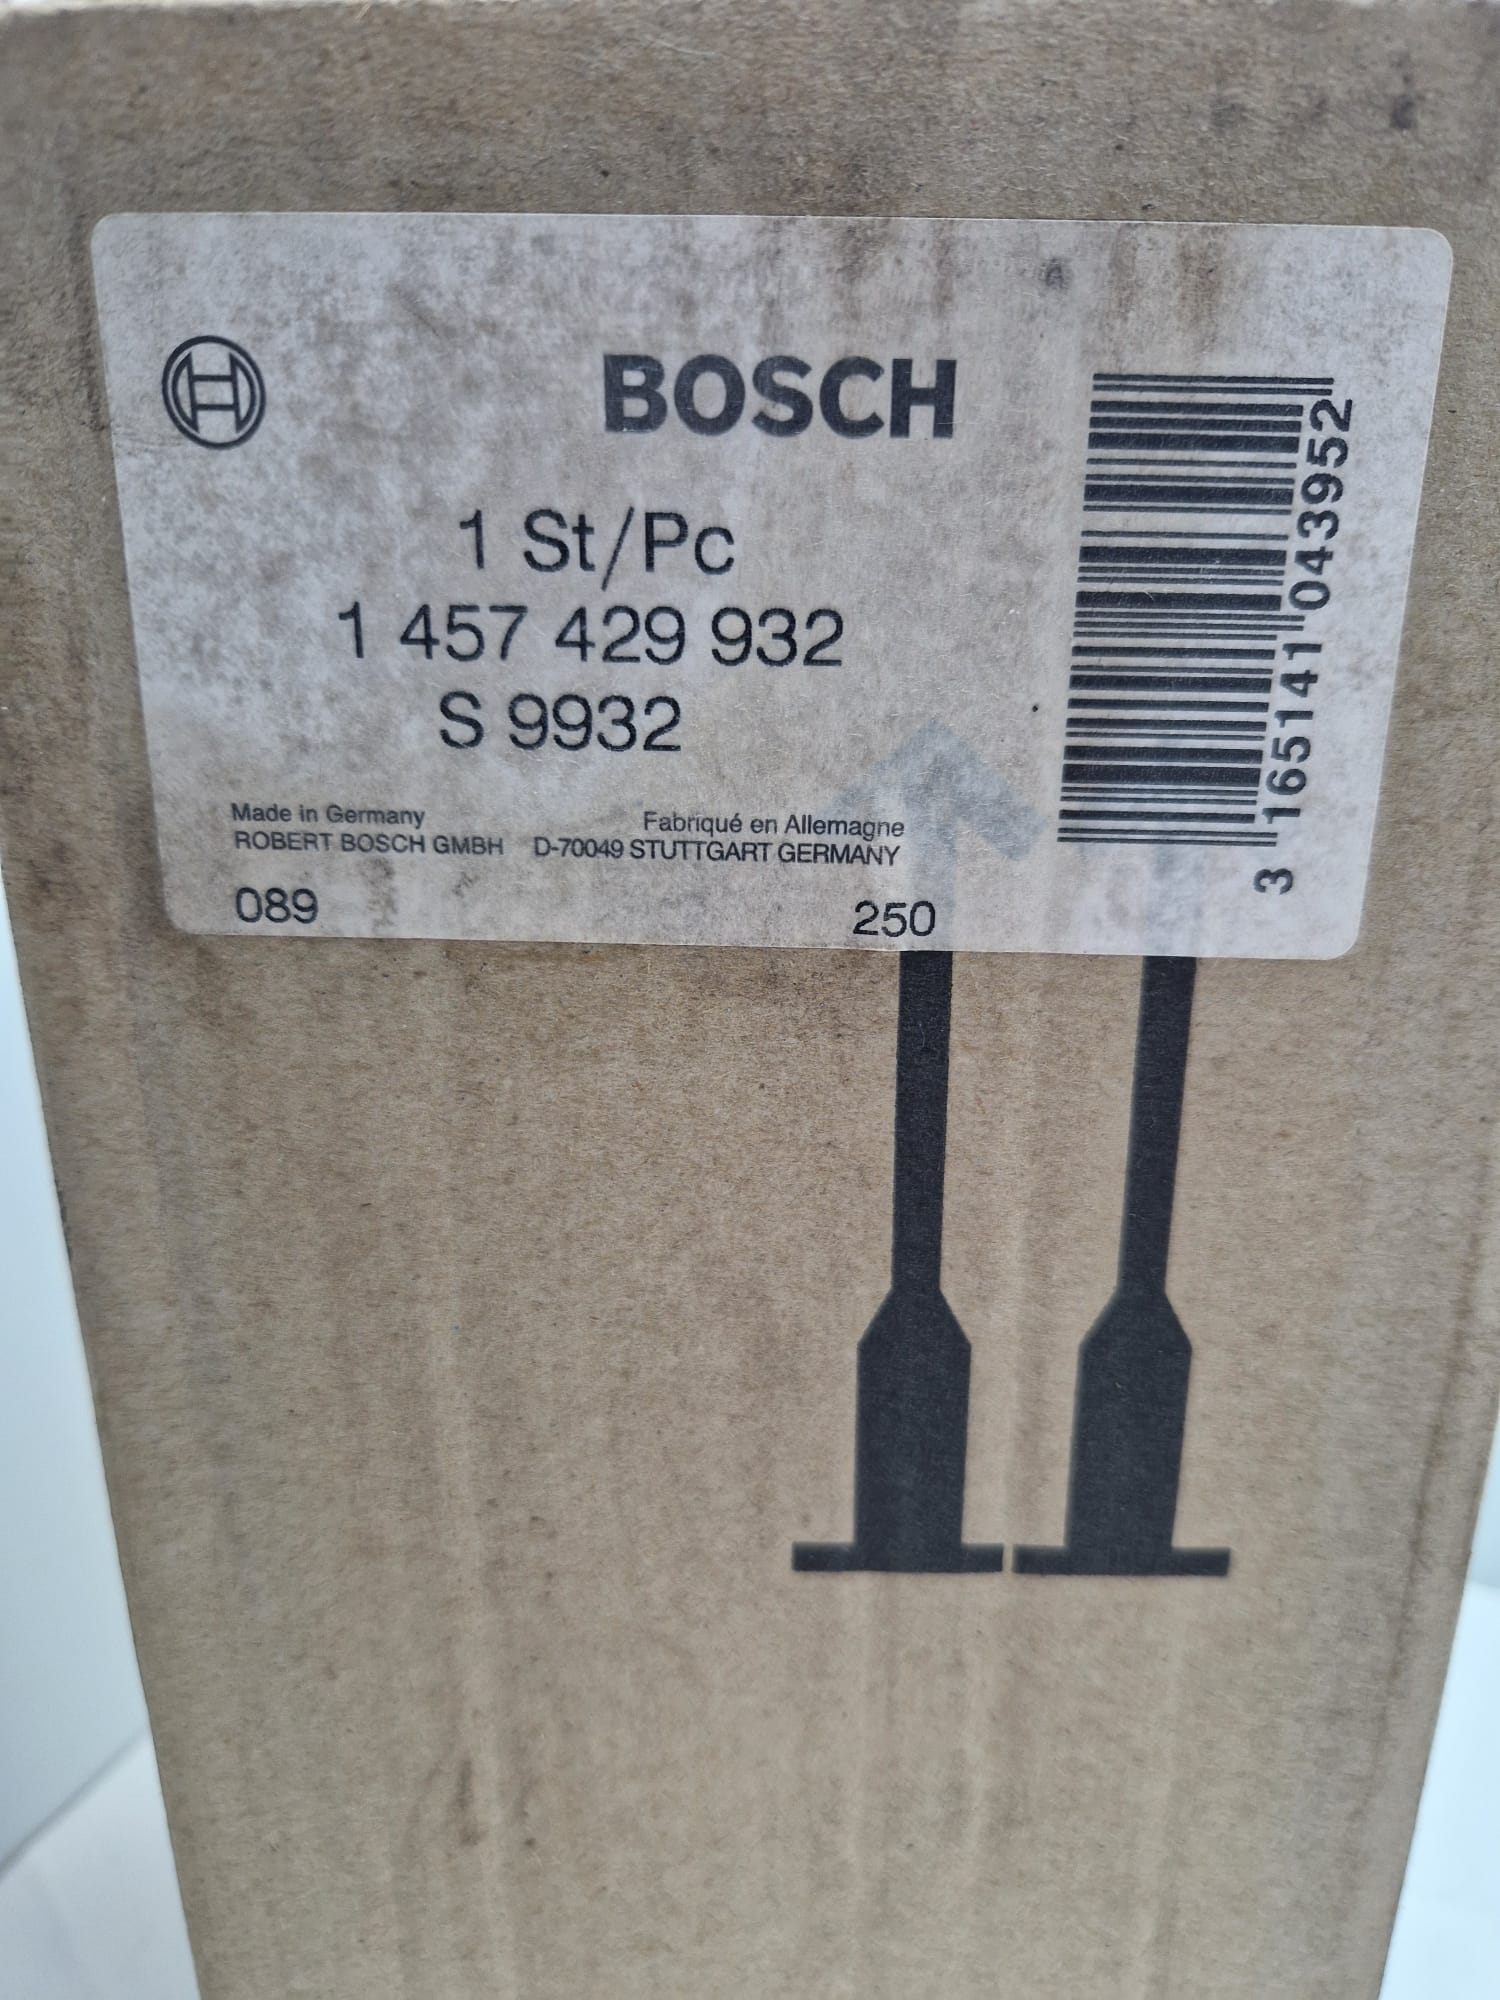 BOSCH
1 St/Pc
1 457 429 932
S 9932
Made in Germany Fabriqué en Allemagne
ROBERT BOSCH GMBH D-70049 STUTTGART GERMANY
089 250
3 165141 043952